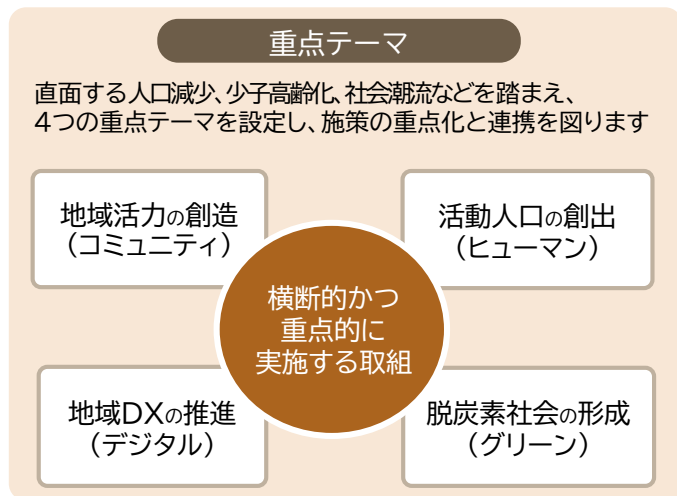 重点テーマ
直面する人口減少、少子高齢化、社会潮流などを踏まえ、
4つの重点テーマを設定し、施策の重点化と連携を図ります
地域活力の創造
(コミュニティ)
活動人口の創出
(ヒューマン)
横断的かつ
重点的に
実施する取組
地域DXの推進
(デジタル)
脱炭素社会の形成
(グリーン)